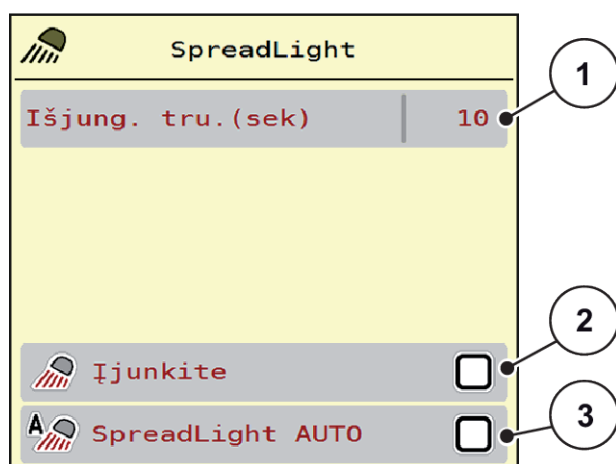 SpreadLight
Išjung. tru.(sek) 10
1
Įjunkite
2
A SpreadLight AUTO
3